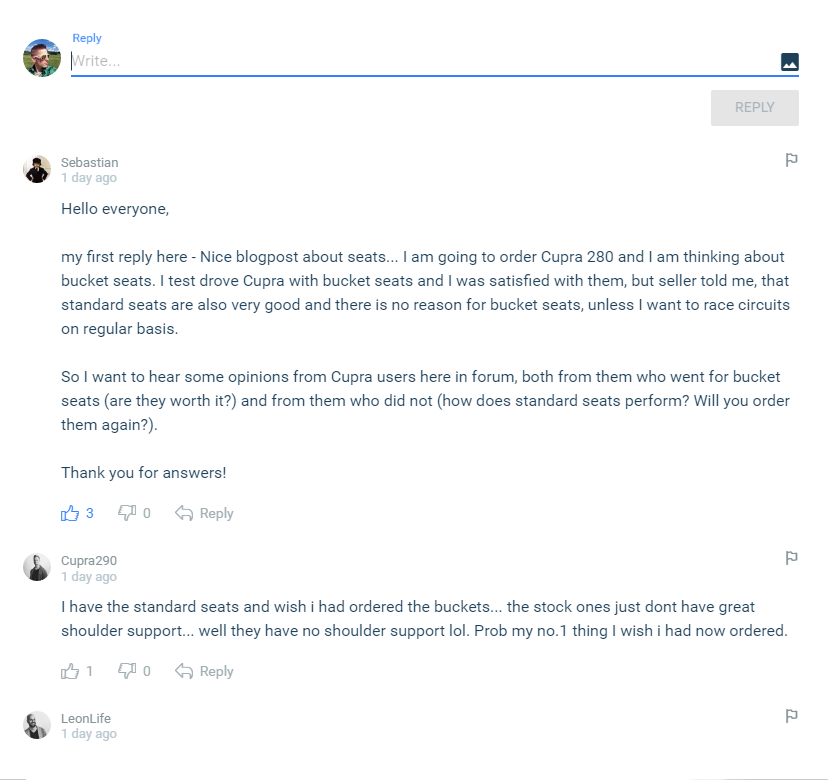 Reply
Write...
REPLY
Sebastian
1 day ago
Hello everyone,
my first reply here - Nice blogpost about seats... I am going to order Cupra 280 and I am thinking about
bucket seats. I test drove Cupra with bucket seats and I was satisfied with them, but seller told me, that
standard seats are also very good and there is no reason for bucket seats, unless I want to race circuits
on regular basis.
So I want to hear some opinions from Cupra users here in forum, both from them who went for bucket
seats (are they worth it?) and from them who did not (how does standard seats perform? Will you order
them again?).
Thank you for answers!
3 0 Reply
Cupra290
1 day ago
I have the standard seats and wish i had ordered the buckets... the stock ones just dont have great
shoulder support... well they have no shoulder support lol. Prob my no.1 thing I wish i had now ordered.
1 0 Reply
LeonLife
1 day ago